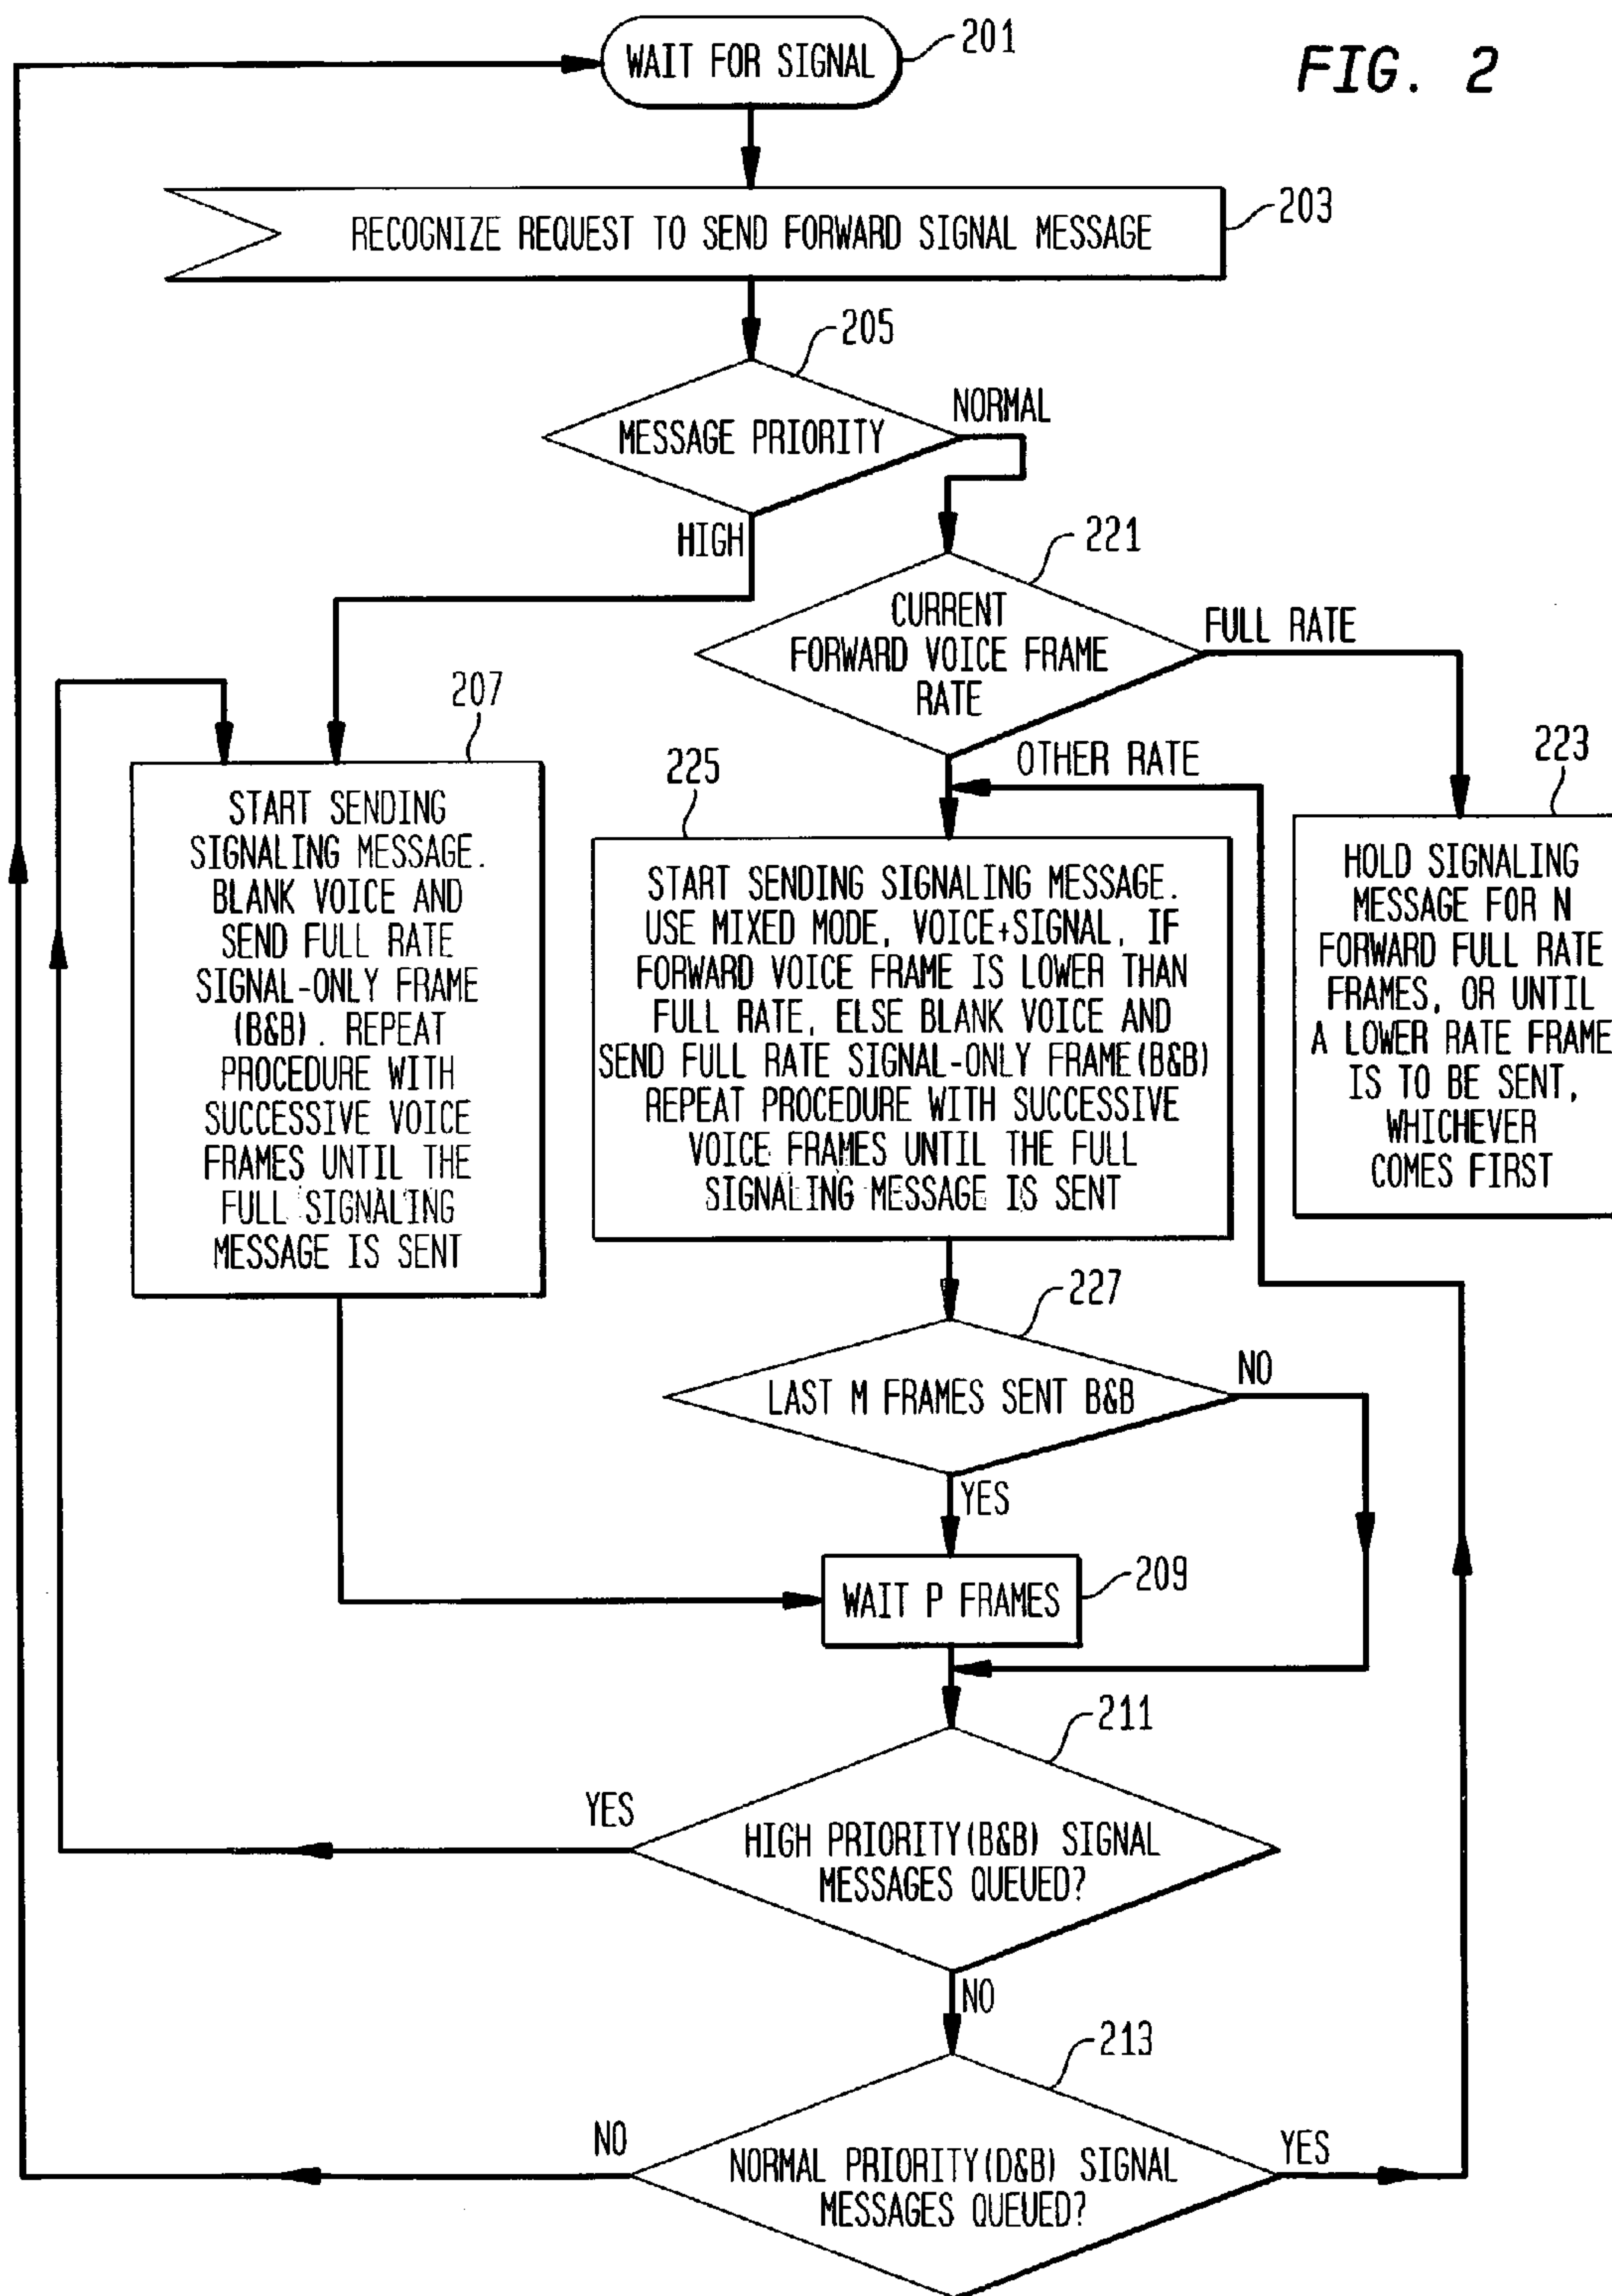 FIG. 2
WAIT FOR SIGNAL
201
RECOGNIZE REQUEST TO SEND FORWARD SIGNAL MESSAGE
203
205
MESSAGE PRIORITY
NORMAL
HIGH
221
CURRENT
FORWARD VOICE FRAME
RATE
FULL RATE
OTHER RATE
207
START SENDING
SIGNALING MESSAGE.
BLANK VOICE AND
SEND FULL RATE
SIGNAL-ONLY FRAME
(B&B). REPEAT
PROCEDURE WITH
SUCCESSIVE VOICE
FRAMES UNTIL THE
FULL SIGNALING
MESSAGE IS SENT
225
START SENDING SIGNALING MESSAGE.
USE MIXED MODE, VOICE+SIGNAL, IF
FORWARD VOICE FRAME IS LOWER THAN
FULL RATE, ELSE BLANK VOICE AND
SEND FULL RATE SIGNAL-ONLY FRAME(B&B)
REPEAT PROCEDURE WITH SUCCESSIVE
VOICE FRAMES UNTIL THE FULL
SIGNALING MESSAGE IS SENT
223
HOLD SIGNALING
MESSAGE FOR N
FORWARD FULL RATE
FRAMES, OR UNTIL
A LOWER RATE FRAME
IS TO BE SENT,
WHICHEVER
COMES FIRST
227
LAST M FRAMES SENT B&B
NO
YES
WAIT P FRAMES
209
211
YES
HIGH PRIORITY(B&B) SIGNAL
MESSAGES QUEUED?
NO
213
NO
NORMAL PRIORITY(D&B) SIGNAL
MESSAGES QUEUED?
YES